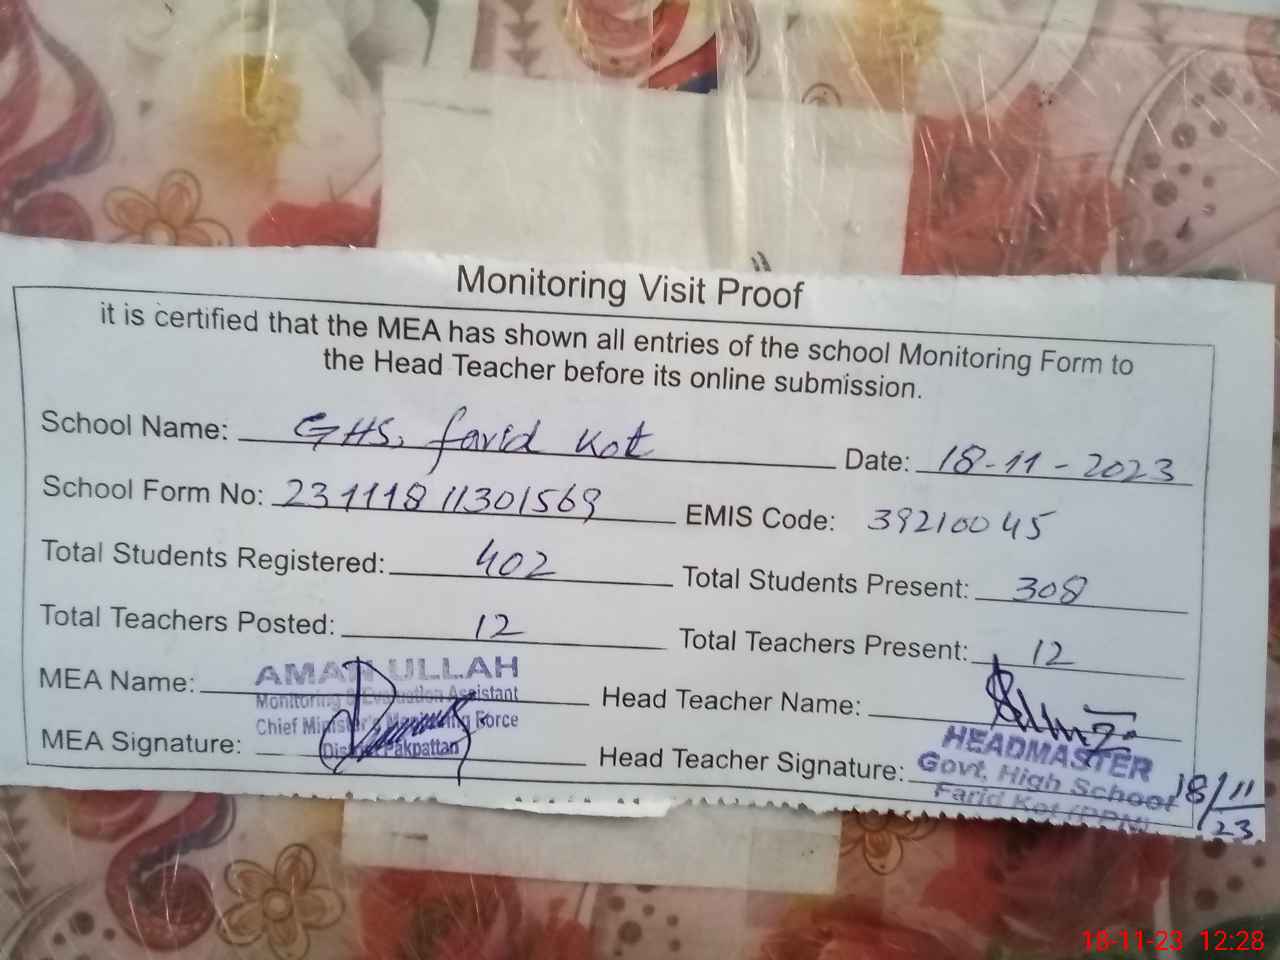 Monitoring Visit Proof
it is certified that the MEA has shown all entries of the school Monitoring Form to
the Head Teacher before its online submission.
School Name: GHS, farid kot Date: 18-11-2023
School Form No: 23111811301569 EMIS Code: 39210045
Total Students Registered: 402 Total Students Present: 308
Total Teachers Posted: 12 Total Teachers Present: 12
MEA Name: AMAN ULLAH Head Teacher Name:
Monitoring & Evaluation Assistant
Chief Minister's Monitoring Force
District Pakpattan
MEA Signature: Head Teacher Signature:
HEADMASTER
Govt, High School
Farid Kot (PPN)
18/11
23
18-11-23 12:28